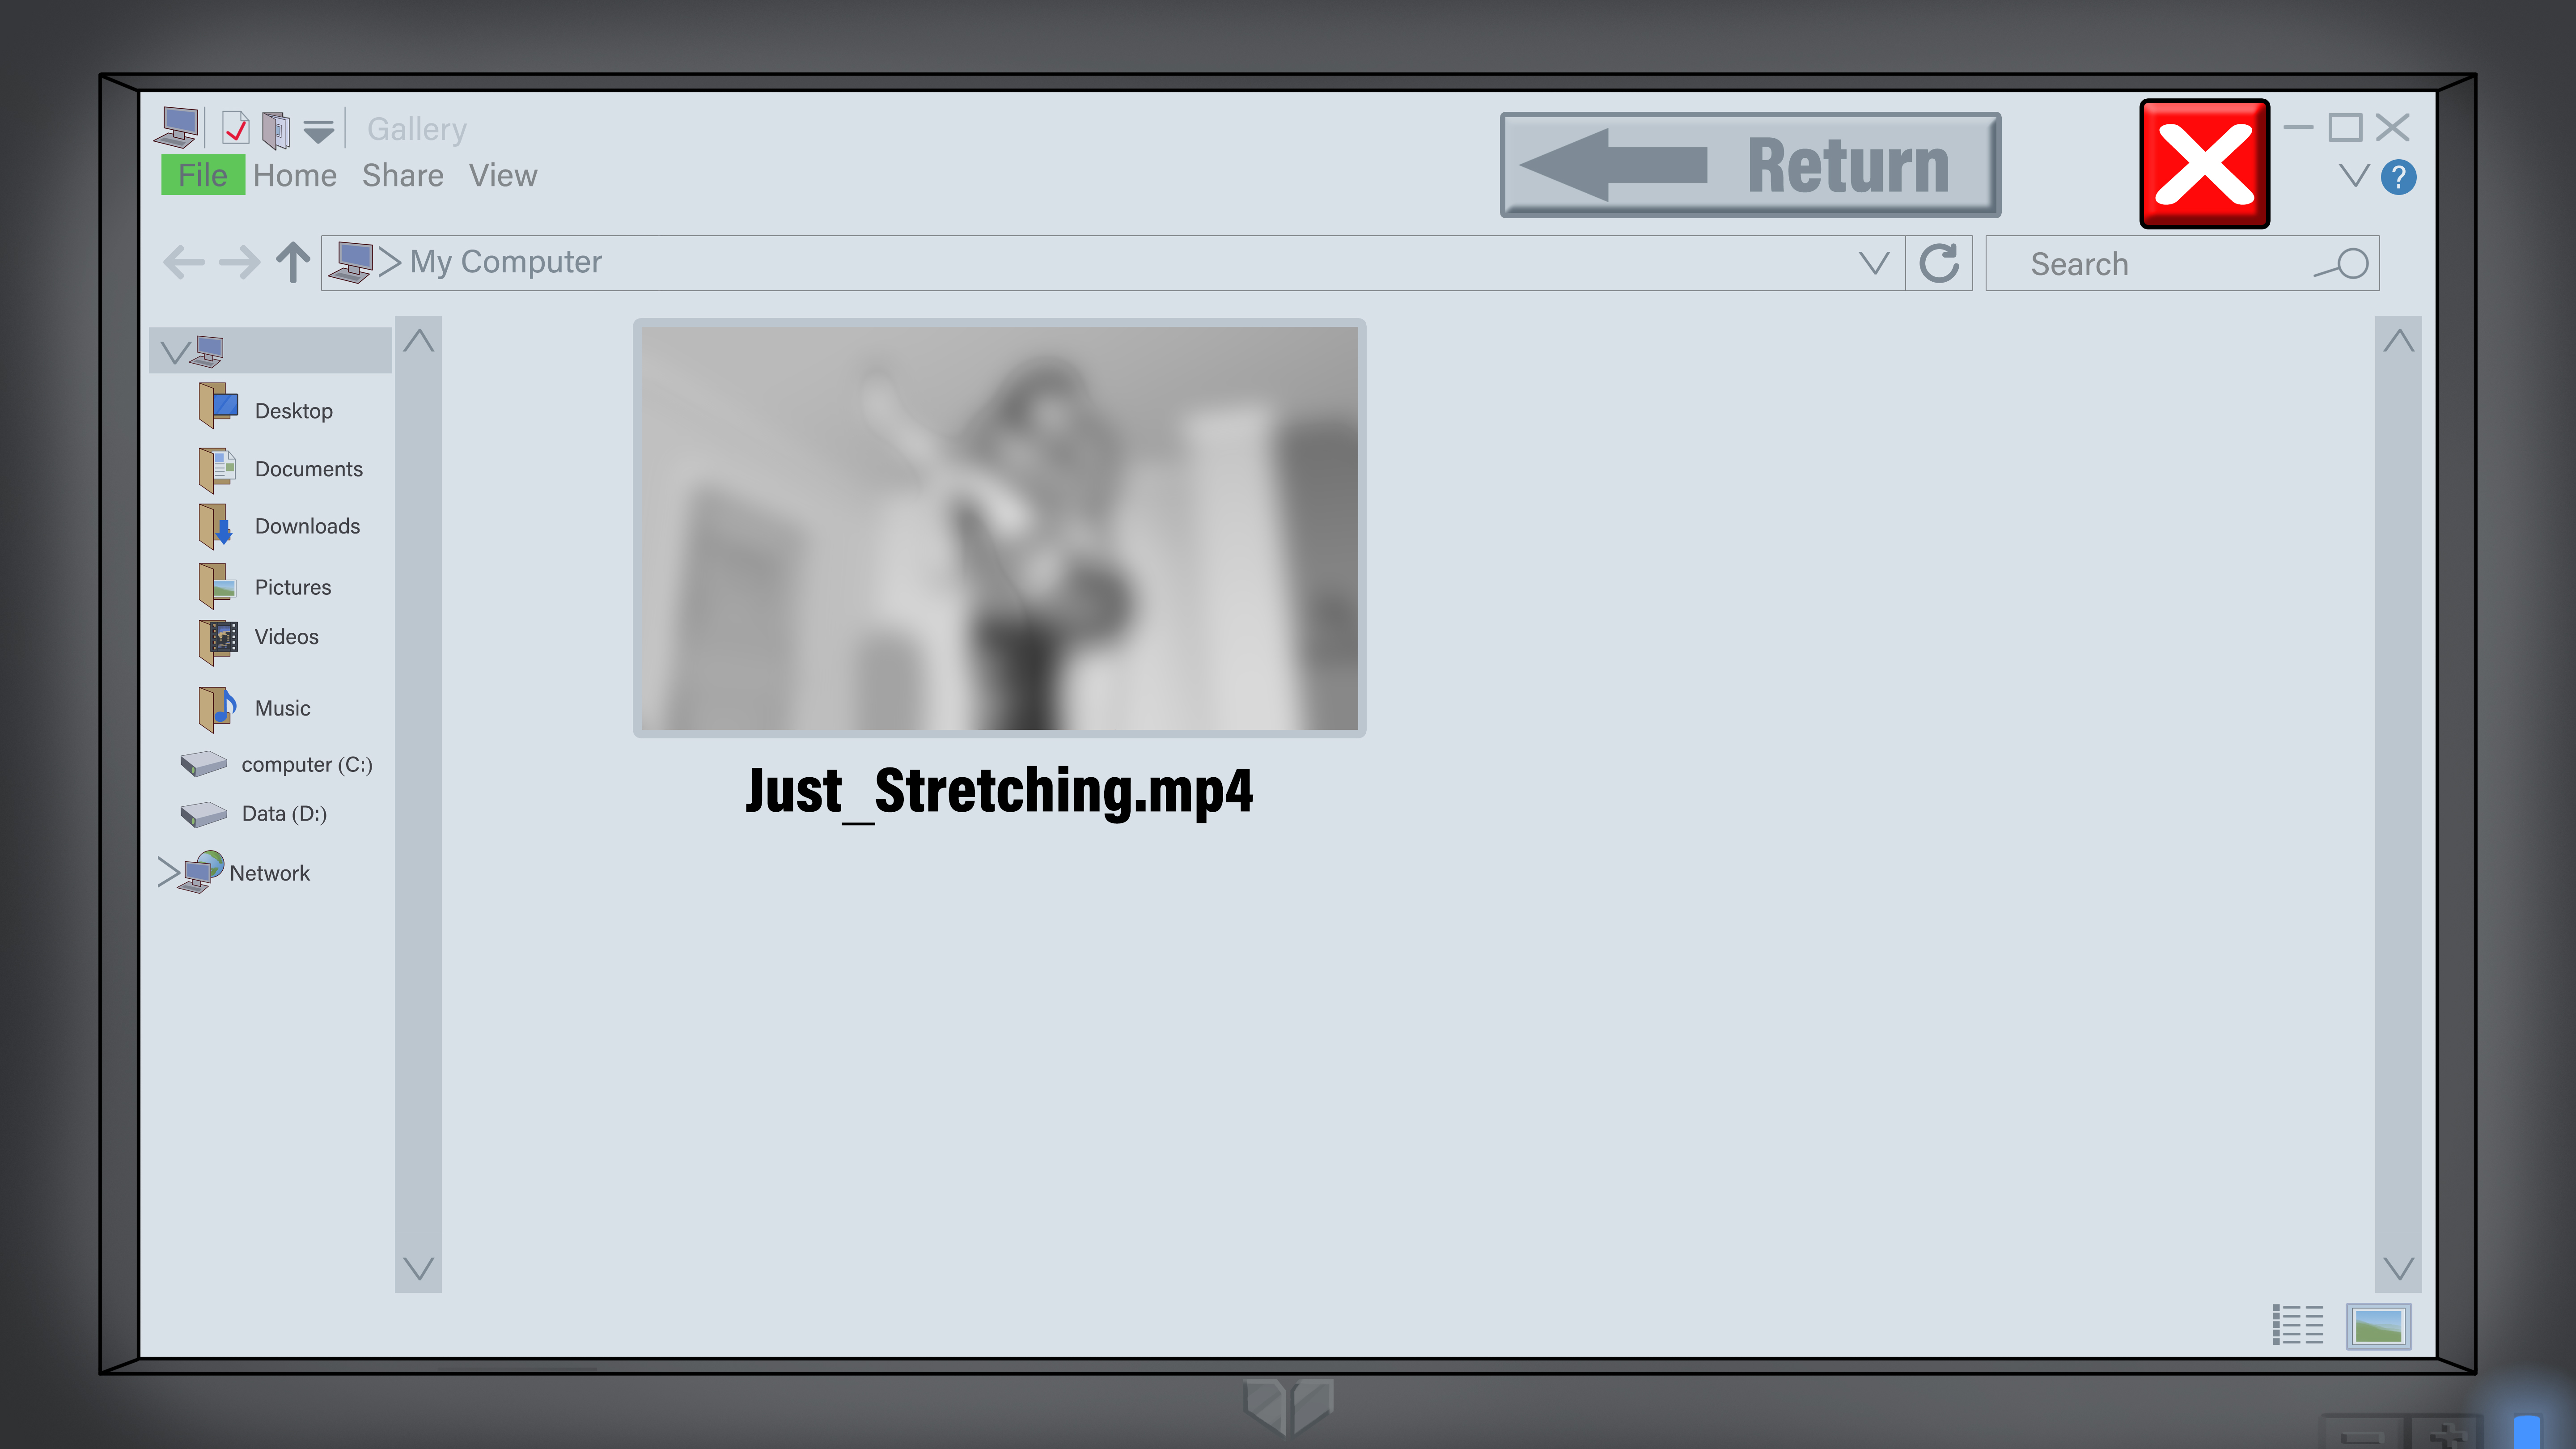 Gallery
Return
File Home Share View
?
My Computer
Search
Desktop
Documents
Downloads
Pictures
Videos
Music
computer (C:)
Data (D:)
Network
Just_Stretching.mp4